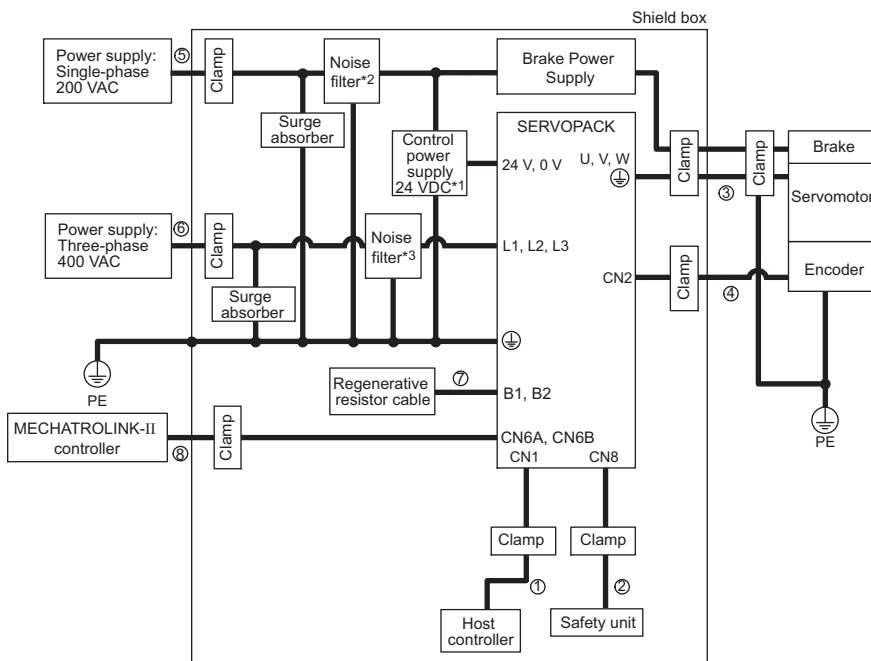 Shield box
Power supply:
Single-phase
200 VAC
⑤
Clamp
Noise
filter*2
Brake Power
Supply
Surge
absorber
Control
power
supply
24 VDC*1
SERVOPACK
24 V, 0 V
U, V, W
Clamp
③
Clamp
Brake
Servomotor
Encoder
Power supply:
Three-phase
400 VAC
⑥
Clamp
Noise
filter*3
L1, L2, L3
Surge
absorber
CN2
Clamp
④
PE
PE
Regenerative
resistor cable
⑦
B1, B2
MECHATROLINK-II
controller
⑧
Clamp
CN6A, CN6B
CN1
CN8
Clamp
Clamp
①
②
Host
controller
Safety unit